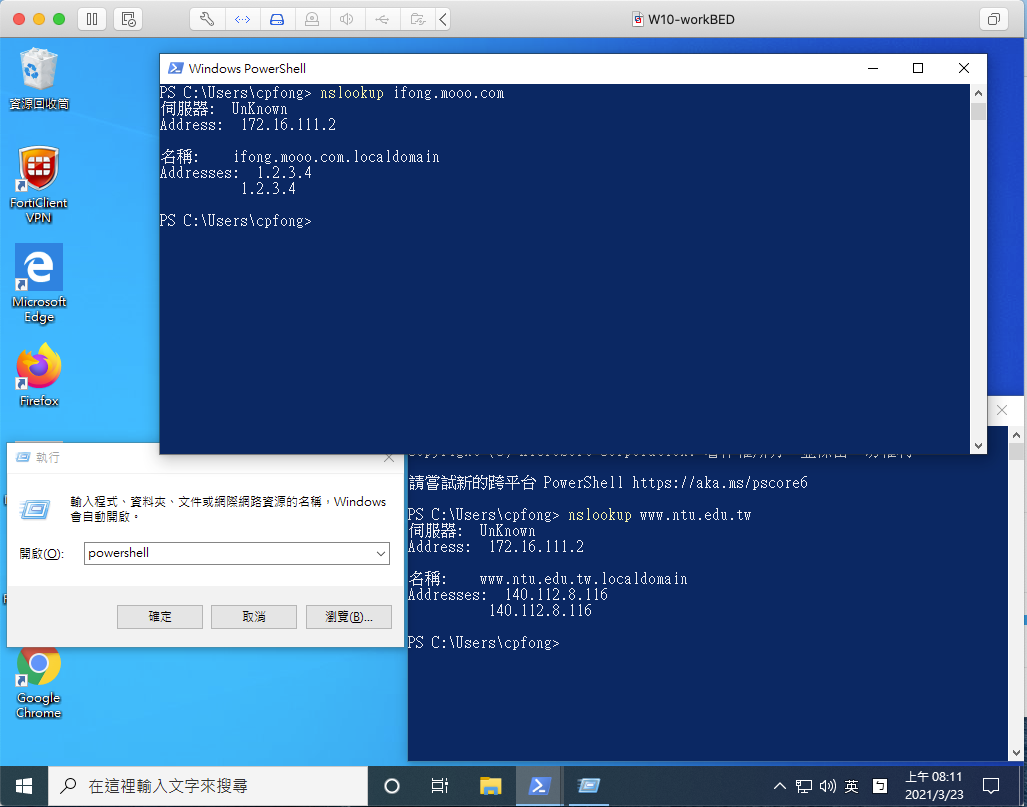 W10-workBED
資源回收筒
FortiClient
VPN
Microsoft
Edge
Firefox
Google
Chrome
Windows PowerShell
PS C:\Users\cpfong> nslookup ifong.mooo.com
伺服器:  UnKnown
Address:  172.16.111.2
名稱:    ifong.mooo.com.localdomain
Addresses:  1.2.3.4
          1.2.3.4
PS C:\Users\cpfong>
執行
輸入程式、資料夾、文件或網際網路資源的名稱，Windows
會自動開啟。
開啟(O):
powershell
確定
取消
瀏覽(B)...
請嘗試新的跨平台 PowerShell https://aka.ms/pscore6
PS C:\Users\cpfong> nslookup www.ntu.edu.tw
伺服器:  UnKnown
Address:  172.16.111.2
名稱:    www.ntu.edu.tw.localdomain
Addresses:  140.112.8.116
          140.112.8.116
PS C:\Users\cpfong>
在這裡輸入文字來搜尋
英
上午 08:11
2021/3/23